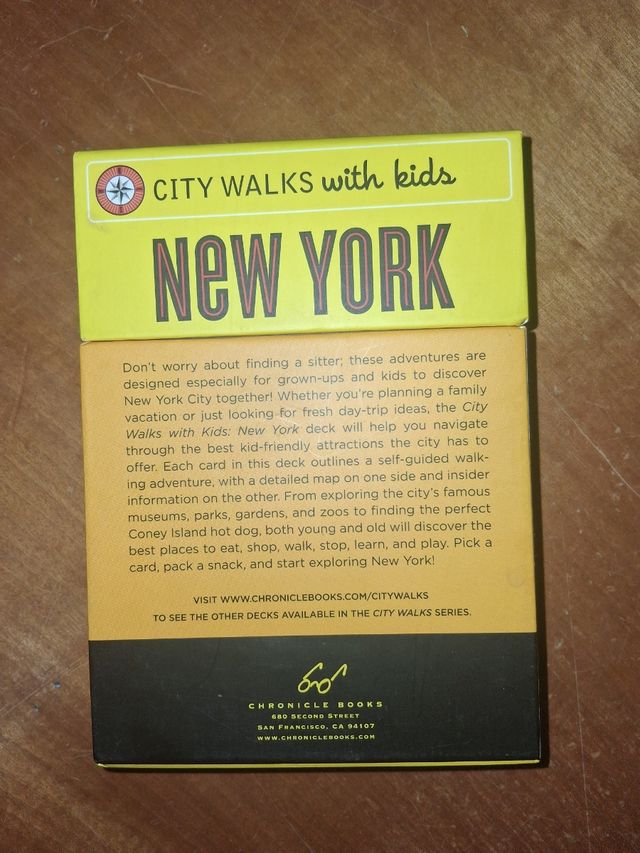 CITY WALKS with kids
NeW YORK
Don't worry about finding a sitter; these adventures are
designed especially for grown-ups and kids to discover
New York City together! Whether you're planning a family
vacation or just looking for fresh day-trip ideas, the City
Walks with Kids: New York deck will help you navigate
through the best kid-friendly attractions the city has to
offer. Each card in this deck outlines a self-guided walk-
ing adventure, with a detailed map on one side and insider
information on the other. From exploring the city's famous
museums, parks, gardens, and zoos to finding the perfect
Coney Island hot dog, both young and old will discover the
best places to eat, shop, walk, stop, learn, and play. Pick a
card, pack a snack, and start exploring New York!
VISIT WWW.CHRONICLEBOOKS.COM/CITYWALKS
TO SEE THE OTHER DECKS AVAILABLE IN THE CITY WALKS SERIES.
CHRONICLE BOOKS
680 SECOND STREET
SAN FRANCISCO, CA 94107
WWW.CHRONICLEBOOKS.COM